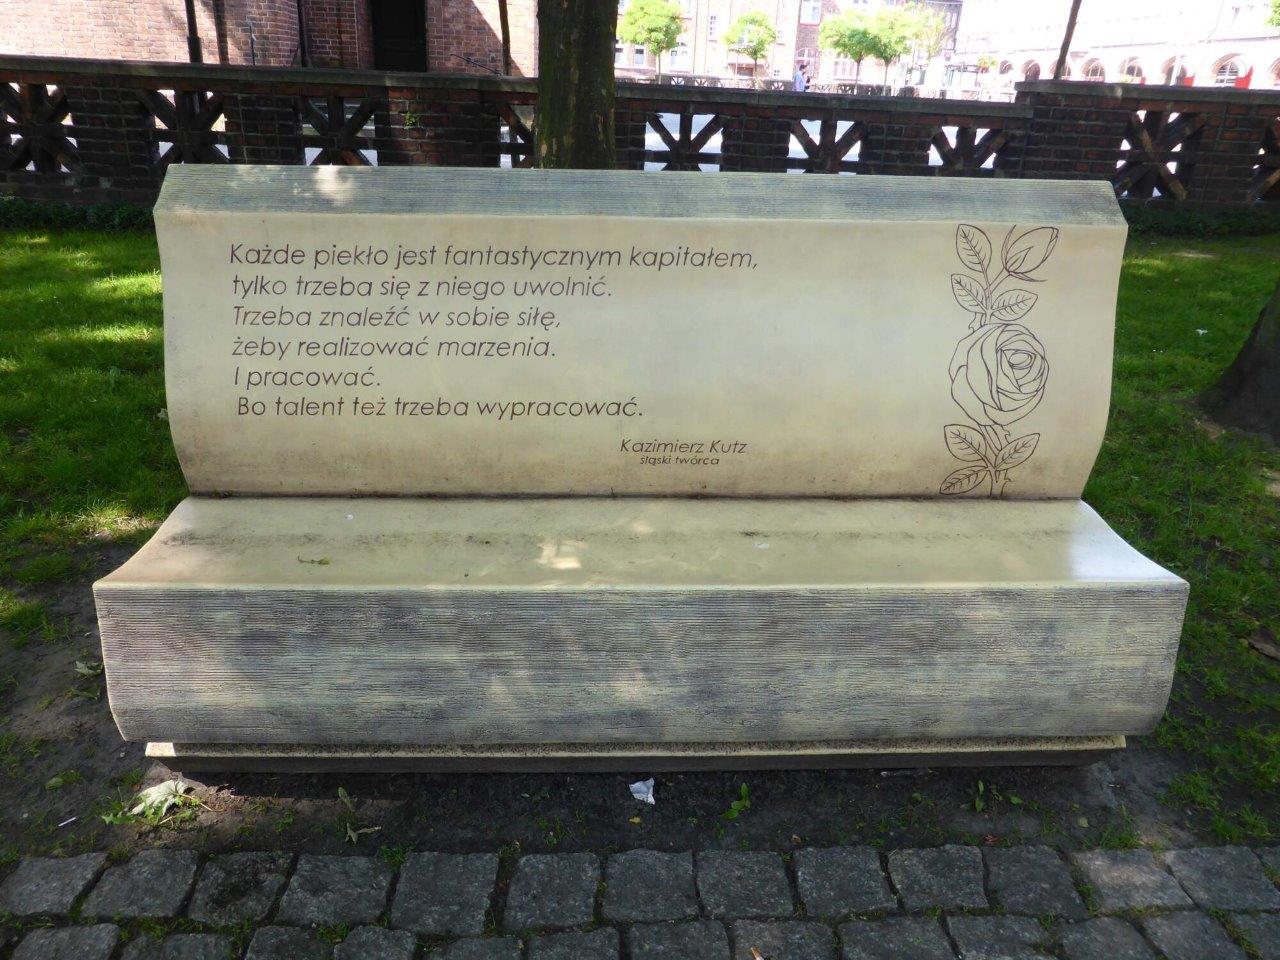 Każde piekło jest fantastycznym kapitałem,
tylko trzeba się z niego uwolnić.
Trzeba znaleźć w sobie siłę,
żeby realizować marzenia.
I pracować.
Bo talent też trzeba wypracować.
Kazimierz Kutz
śląski twórca